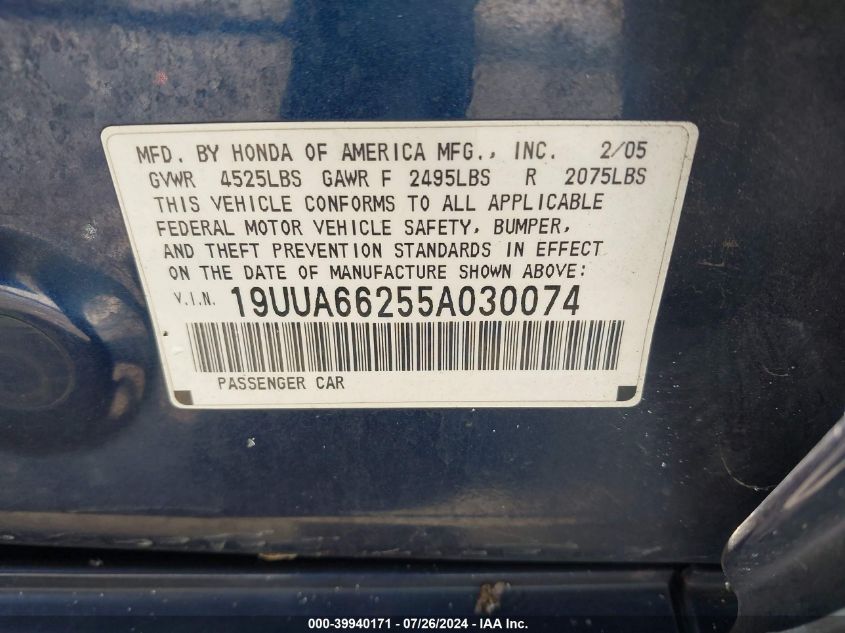 MFD. BY HONDA OF AMERICA MFG., INC. 2/05
GVWR 4525LBS GAWR F 2495LBS R 2075LBS
THIS VEHICLE CONFORMS TO ALL APPLICABLE
FEDERAL MOTOR VEHICLE SAFETY, BUMPER,
AND THEFT PREVENTION STANDARDS IN EFFECT
ON THE DATE OF MANUFACTURE SHOWN ABOVE:
V.I.N. 19UUA66255A030074
PASSENGER CAR
000-39940171 - 07/26/2024 - IAA Inc.